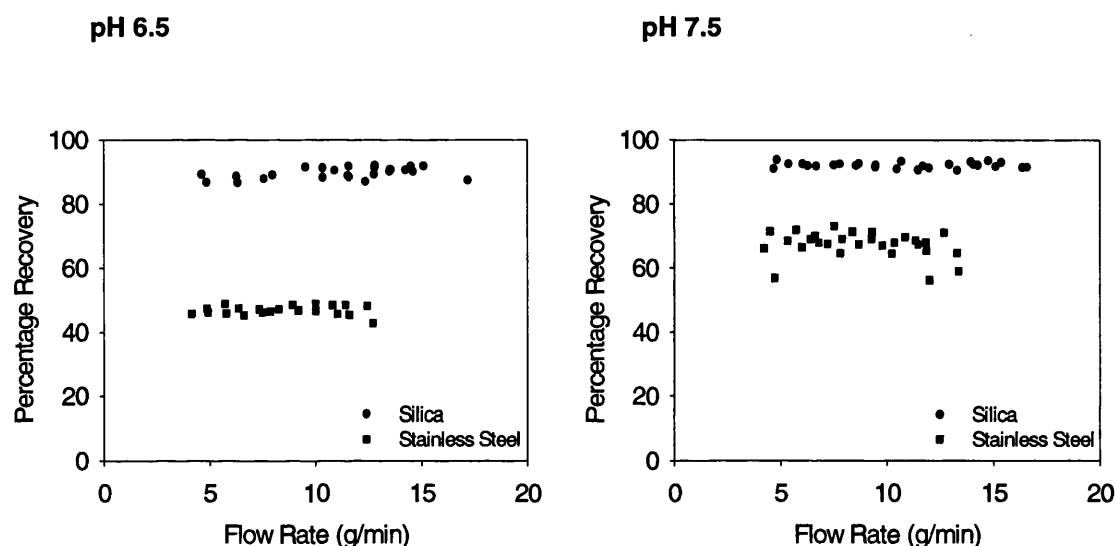 pH 6.5
pH 7.5
Percentage Recovery
100
80
60
40
20
0
Silica
Stainless Steel
5
10
15
20
0
Flow Rate (g/min)
Percentage Recovery
100
80
60
40
20
0
Silica
Stainless Steel
0
5
10
15
20
Flow Rate (g/min)